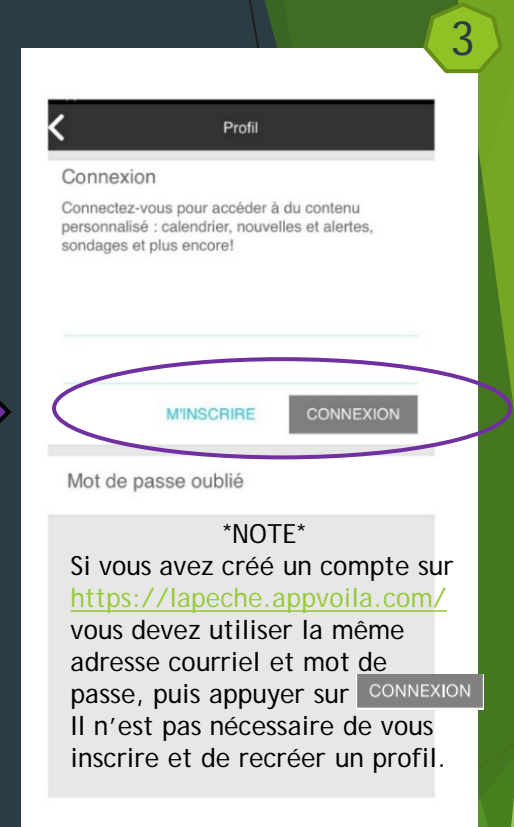 3
Profil
Connexion
Connectez-vous pour accéder à du contenu
personnalisé : calendrier, nouvelles et alertes,
sondages et plus encore!
M'INSCRIRE CONNEXION
Mot de passe oublié
*NOTE*
Si vous avez créé un compte sur
https://lapeche.appvoila.com/
vous devez utiliser la même
adresse courriel et mot de
passe, puis appuyer sur CONNEXION
Il n’est pas nécessaire de vous
inscrire et de recréer un profil.